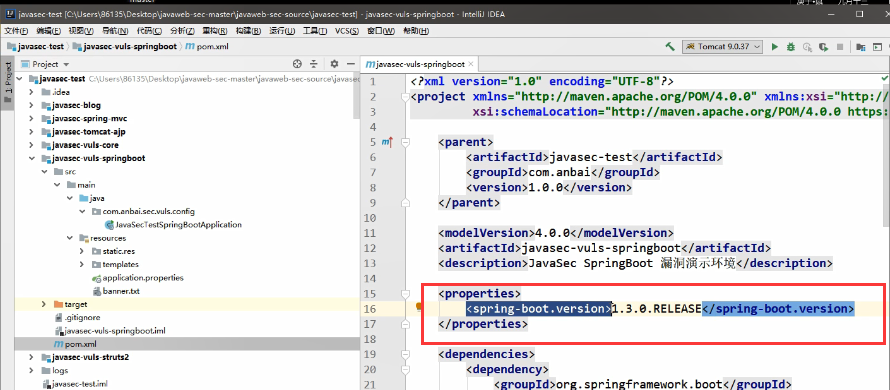 javasec-test [C:\Users\86135\Desktop\javaweb-sec-master\javaweb-sec-source\javasec-test] - javasec-vuls-springboot - IntelliJ IDEA
文件(F) 编辑(E) 视图(V) 导航(N) 代码(C) 分析(Z) 重构(R) 构建(B) 运行(U) 工具(T) VCS(S) 窗口(W) 帮助(H)
javasec-test javasec-vuls-springboot pom.xml Tomcat 9.0.37
1: Project
Project
javasec-test C:\Users\86135\Desktop\javaweb-sec-master\javaweb-sec-source\javasec-test
.idea
javasec-blog
javasec-spring-mvc
javasec-tomcat-ajp
javasec-vuls-core
javasec-vuls-springboot
src
main
java
com.anbai.sec.vuls.config
JavaSecTestSpringBootApplication
resources
static.res
templates
application.properties
banner.txt
target
.gitignore
javasec-vuls-springboot.iml
pom.xml
javasec-vuls-struts2
logs
javasec-test.iml
javasec-vuls-springboot
1 <?xml version="1.0" encoding="UTF-8"?>
2 <project xmlns="http://maven.apache.org/POM/4.0.0" xmlns:xsi="http://
3 xsi:schemaLocation="http://maven.apache.org/POM/4.0.0 https:
4
5 <parent>
6 <artifactId>javasec-test</artifactId>
7 <groupId>com.anbai</groupId>
8 <version>1.0.0</version>
9 </parent>
10
11 <modelVersion>4.0.0</modelVersion>
12 <artifactId>javasec-vuls-springboot</artifactId>
13 <description>JavaSec SpringBoot 漏洞演示环境</description>
14
15 <properties>
16 <spring-boot.version>1.3.0.RELEASE</spring-boot.version>
17 </properties>
18
19 <dependencies>
20 <dependency>
21 <groupId>org.springframework.boot</groupId>